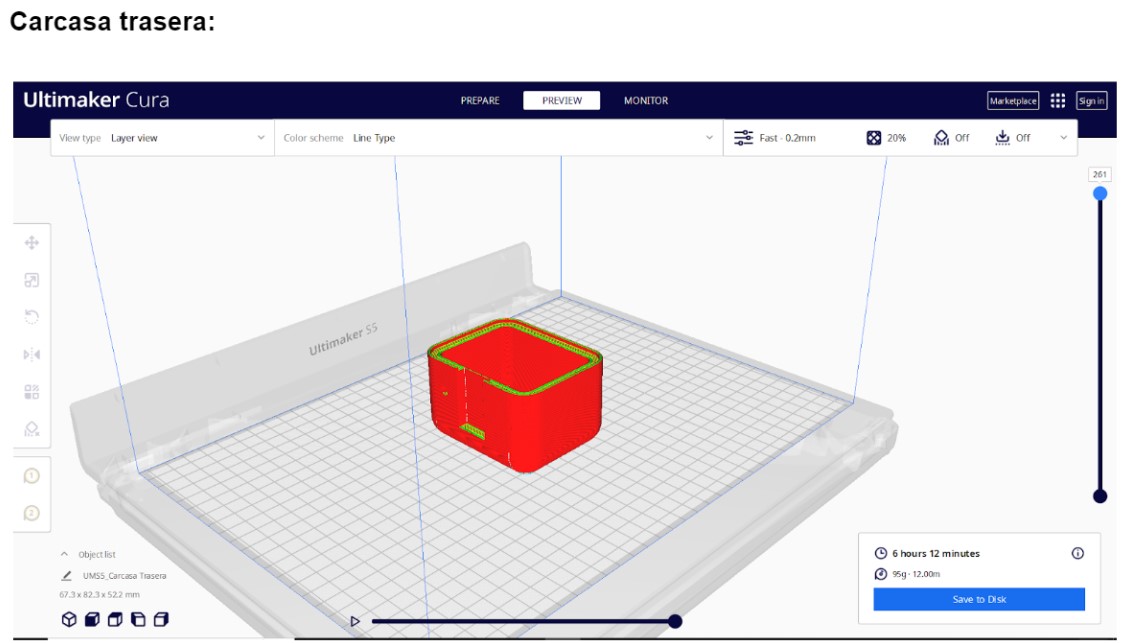 Carcasa trasera:
Ultimaker Cura
PREPARE PREVIEW MONITOR
Marketplace Sign in
View type Layer view
Color scheme Line Type
Fast - 0.2mm 20% Off Off
261
Ultimaker S5
1
2
Object list
UMS5_Carcasa Trasera
67.3 x 82.3 x 52.2 mm
6 hours 12 minutes
95g · 12.00m
Save to Disk